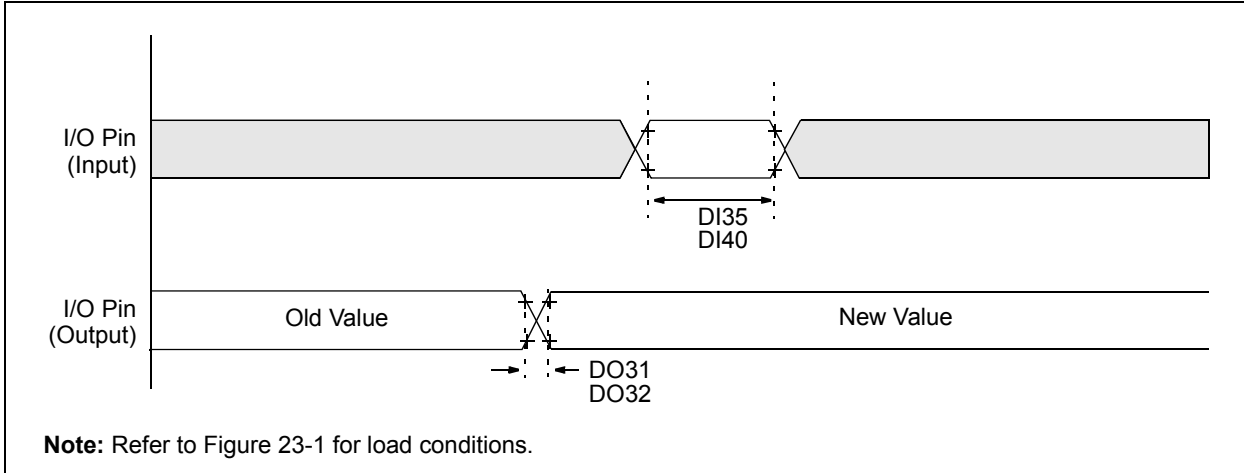 I/O Pin
(Input)
DI35
DI40
I/O Pin
(Output)
Old Value
New Value
DO31
DO32
Note: Refer to Figure 23-1 for load conditions.